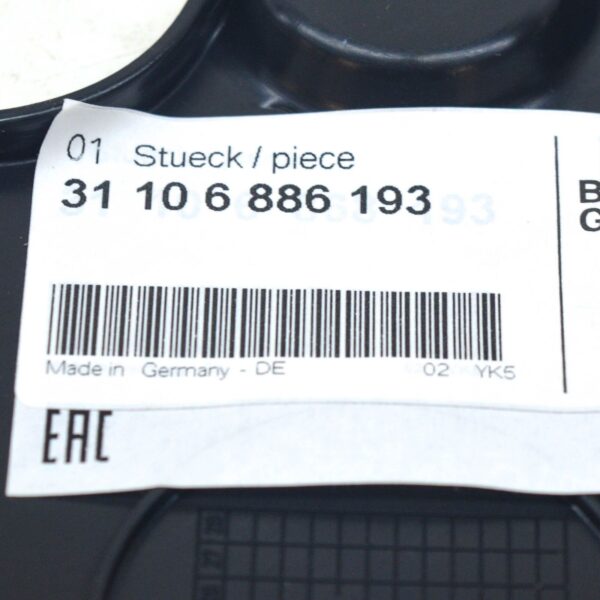 01 Stueck / piece
31 10 6 886 193
B
G
Made in Germany - DE 02 YK5
EAC